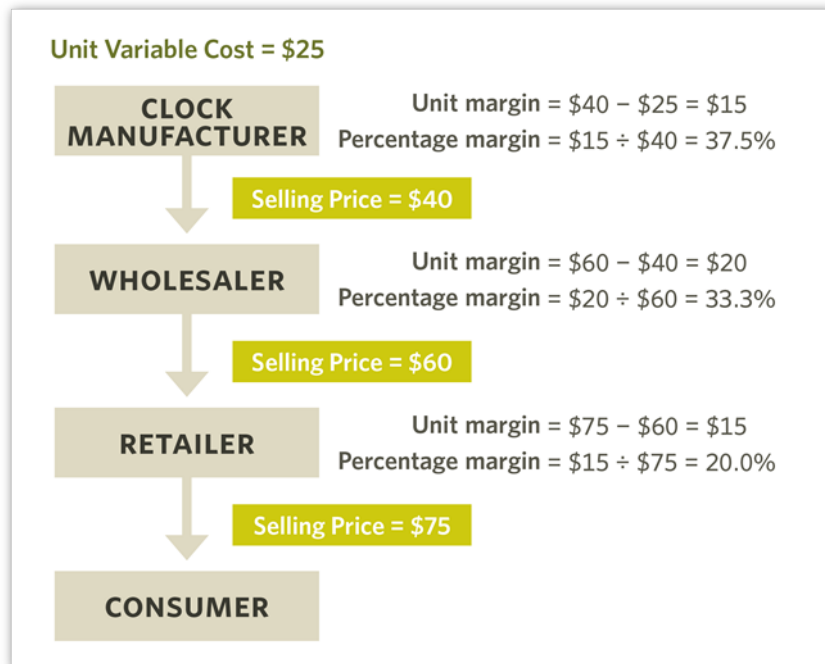 Unit Variable Cost = $25
CLOCK
MANUFACTURER
Unit margin = $40 − $25 = $15
Percentage margin = $15 ÷ $40 = 37.5%
Selling Price = $40
WHOLESALER
Unit margin = $60 − $40 = $20
Percentage margin = $20 ÷ $60 = 33.3%
Selling Price = $60
RETAILER
Unit margin = $75 − $60 = $15
Percentage margin = $15 ÷ $75 = 20.0%
Selling Price = $75
CONSUMER